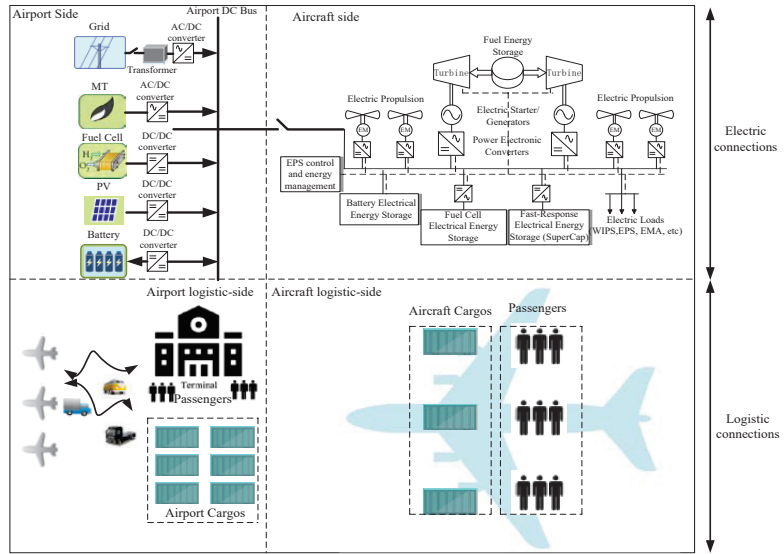 Airport Side
Airport DC Bus
Grid
AC/DC
converter
Transformer
MT
AC/DC
converter
Fuel Cell
H₂
O₂
DC/DC
converter
PV
DC/DC
converter
Battery
DC/DC
converter
Aircraft side
Fuel Energy
Storage
Turbine
Turbine
Electric Propulsion
EM
EM
Electric Starter/
Generators
Power Electronic
Converters
Electric Propulsion
EM
EM
EPS control
and energy
management
Battery Electrical
Energy Storage
Fuel Cell
Electrical Energy
Storage
Fast-Response
Electrical Energy
Storage (SuperCap)
Electric Loads
(WIPS,EPS, EMA, etc)
Electric
connections
Airport logistic-side
Terminal
Passengers
Airport Cargos
Aircraft logistic-side
Aircraft Cargos
Passengers
Logistic
connections